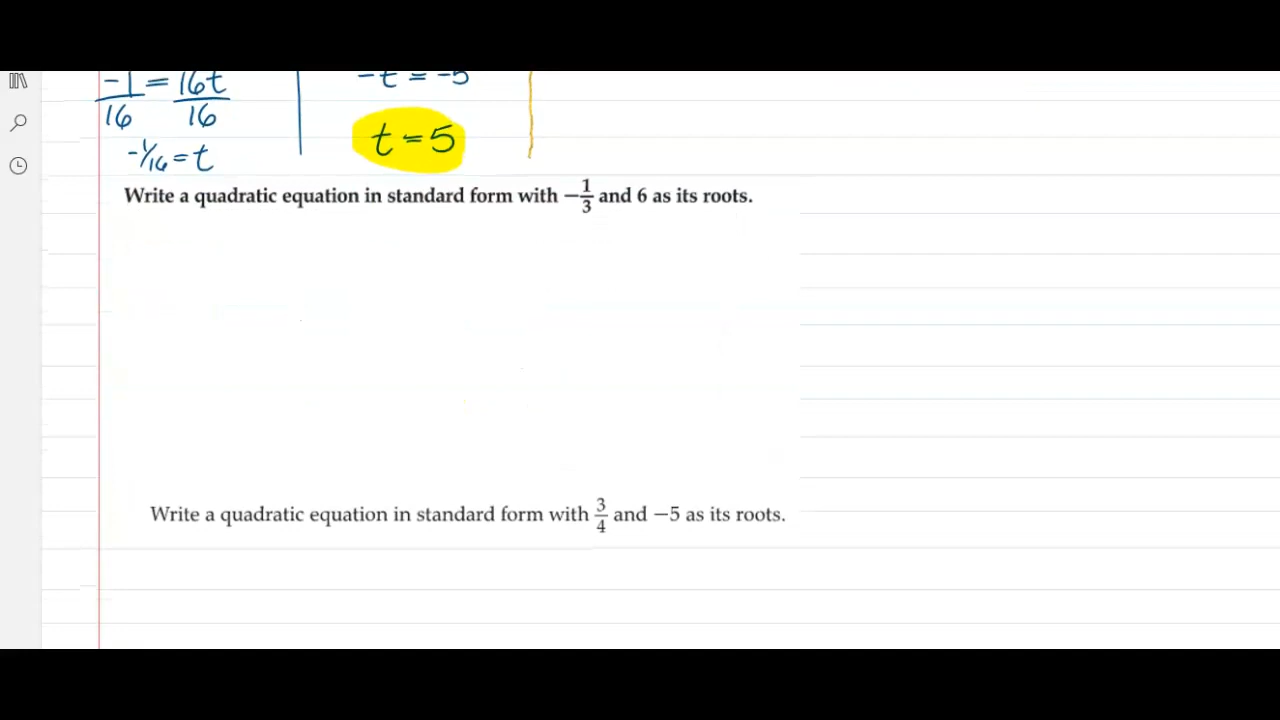 -1 = 16t -t = -5
16 16
t = 5
-1/16 = t
Write a quadratic equation in standard form with −1/3 and 6 as its roots.
Write a quadratic equation in standard form with 3/4 and −5 as its roots.